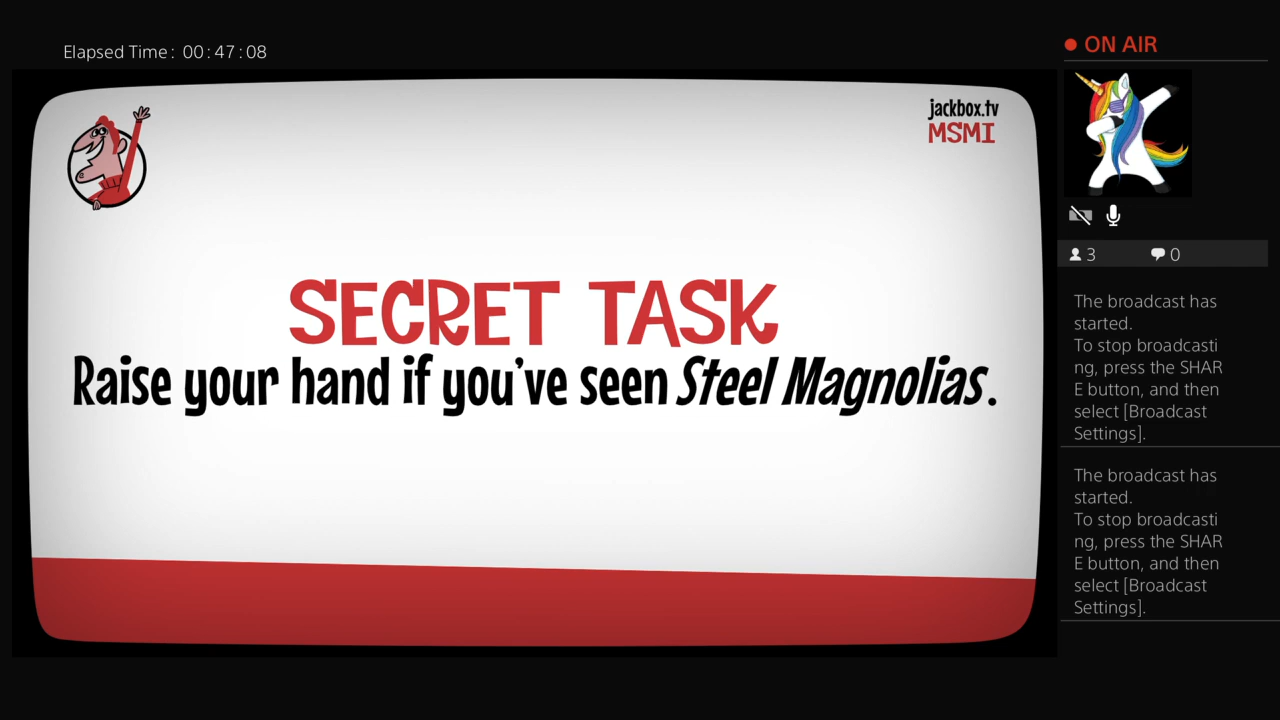 Elapsed Time: 00:47:08
ON AIR
jackbox.tv
MSMI
SECRET TASK
Raise your hand if you've seen Steel Magnolias.
3 0
The broadcast has
started.
To stop broadcasti
ng, press the SHAR
E button, and then
select [Broadcast
Settings].
The broadcast has
started.
To stop broadcasti
ng, press the SHAR
E button, and then
select [Broadcast
Settings].